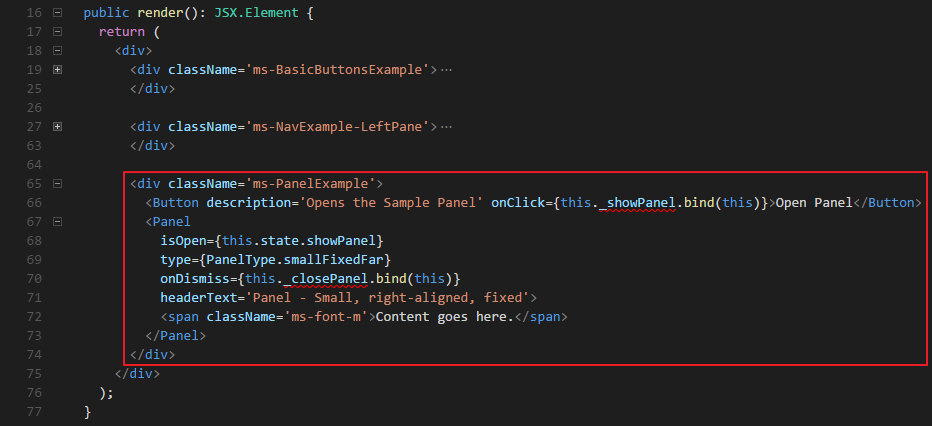 16 public render(): JSX.Element {
17 return (
18 <div>
19 <div className='ms-BasicButtonsExample'>⋯
25 </div>
26
27 <div className='ms-NavExample-LeftPane'>⋯
63 </div>
64
65 <div className='ms-PanelExample'>
66 <Button description='Opens the Sample Panel' onClick={this._showPanel.bind(this)}>Open Panel</Button>
67 <Panel
68 isOpen={this.state.showPanel}
69 type={PanelType.smallFixedFar}
70 onDismiss={this._closePanel.bind(this)}
71 headerText='Panel - Small, right-aligned, fixed'>
72 <span className='ms-font-m'>Content goes here.</span>
73 </Panel>
74 </div>
75 </div>
76 );
77 }